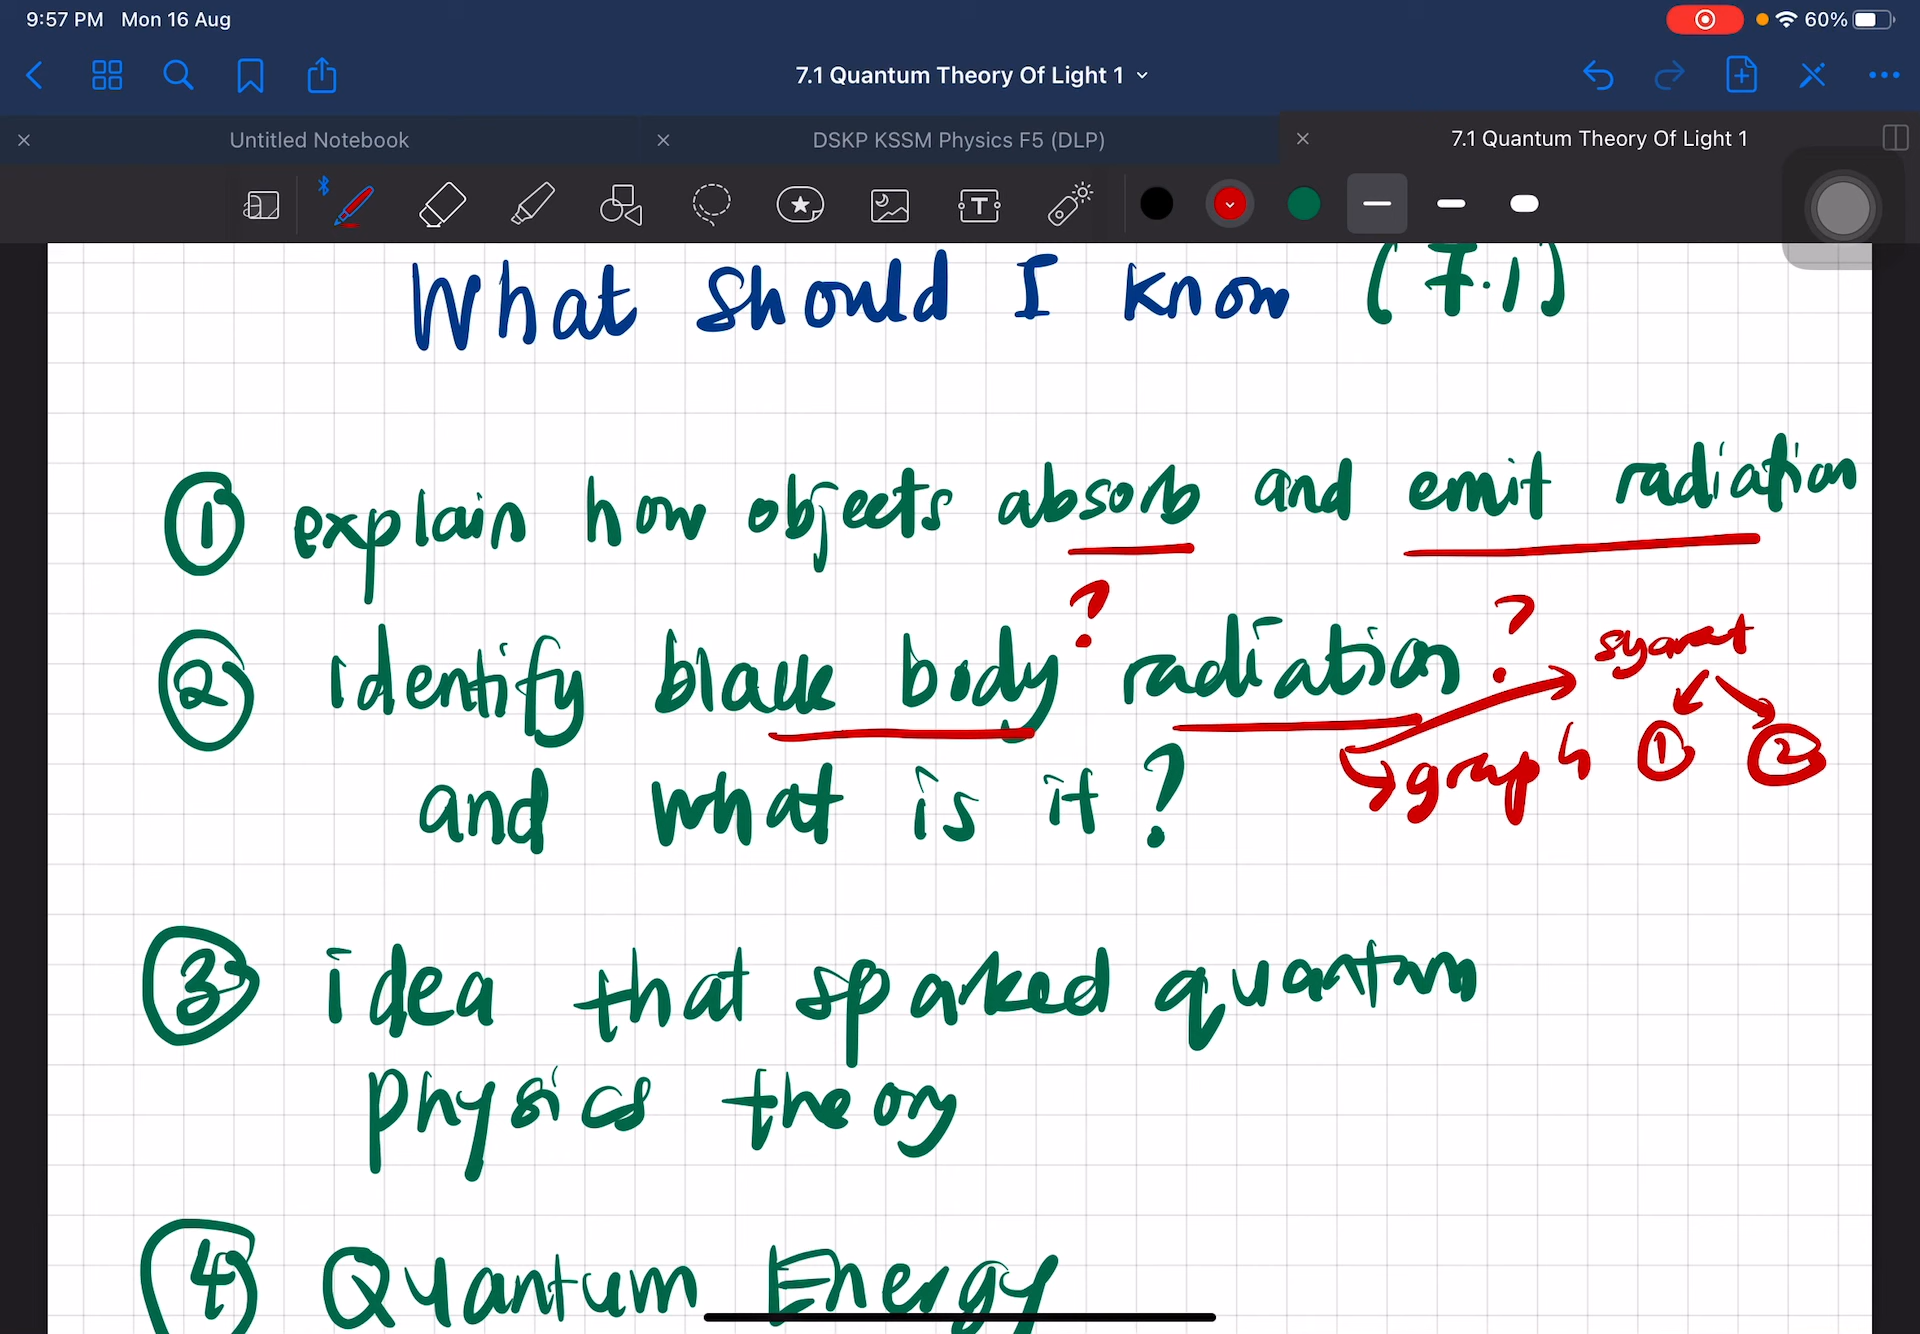 9:57 PM Mon 16 Aug
60%
7.1 Quantum Theory Of Light 1
Untitled Notebook
DSKP KSSM Physics F5 (DLP)
7.1 Quantum Theory Of Light 1
What should I know (7.1)
① explain how objects absorb and emit radiation
? ?
② identify black body radiation
syarat
① ②
graph
and what is it ?
③ idea that sparked quantum
physics theory
④ Quantum Energy